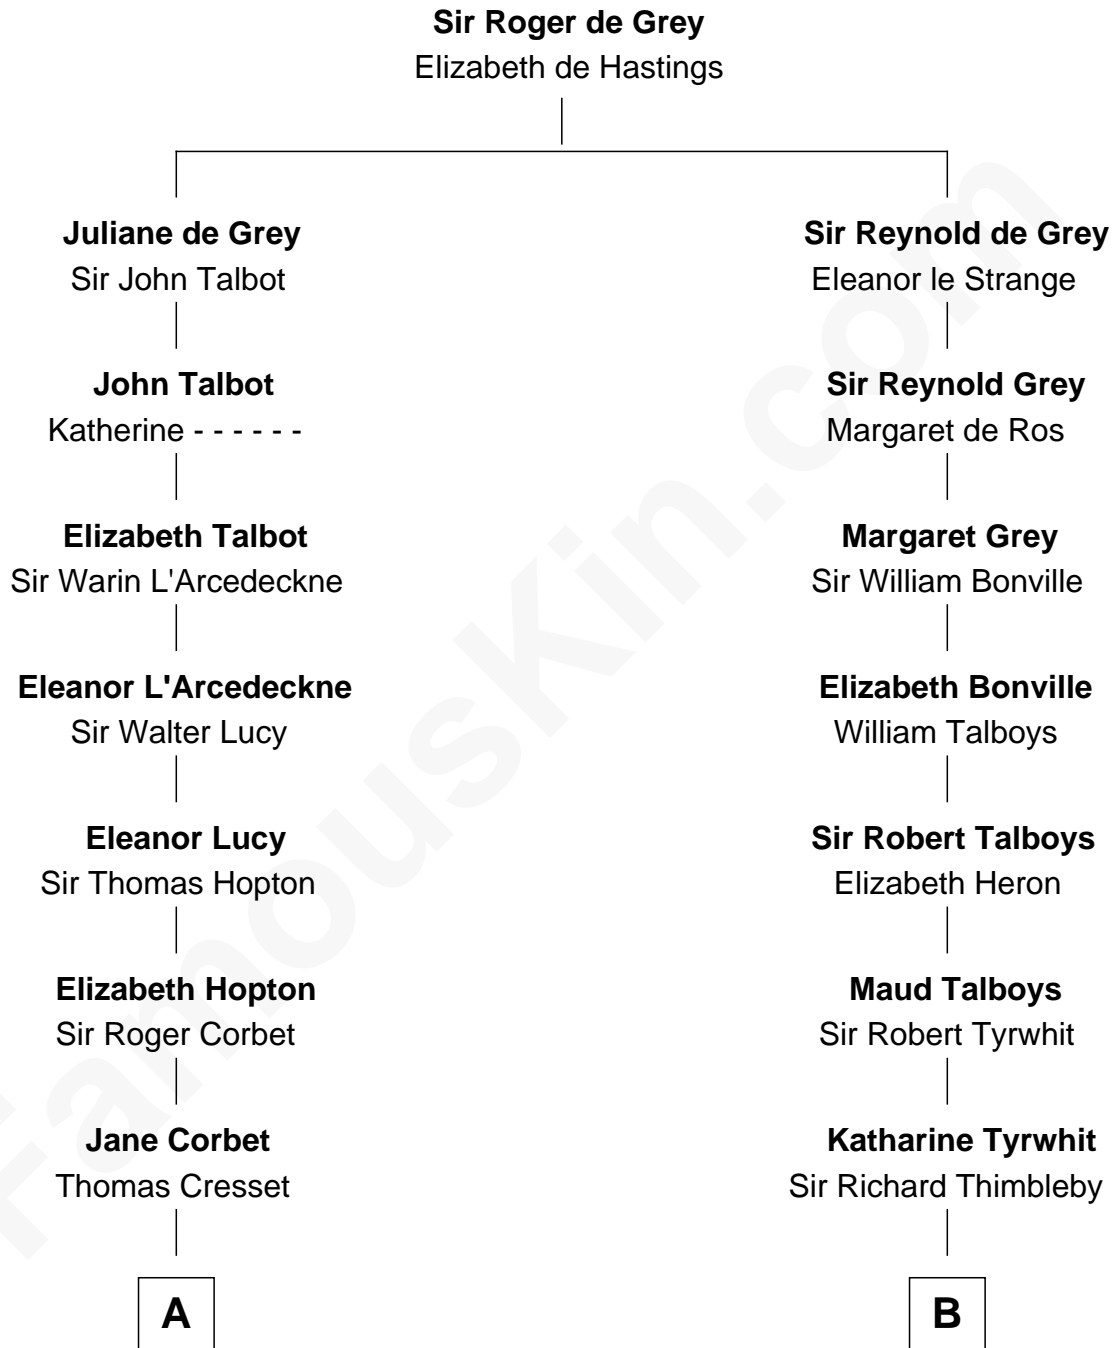 Sir Roger de Grey
Elizabeth de Hastings
Juliane de Grey
Sir John Talbot
Sir Reynold de Grey
Eleanor le Strange
John Talbot
Katherine - - - - - -
Sir Reynold Grey
Margaret de Ros
Elizabeth Talbot
Sir Warin L'Arcedeckne
Margaret Grey
Sir William Bonville
Eleanor L'Arcedeckne
Sir Walter Lucy
Elizabeth Bonville
William Talboys
Eleanor Lucy
Sir Thomas Hopton
Sir Robert Talboys
Elizabeth Heron
Elizabeth Hopton
Sir Roger Corbet
Maud Talboys
Sir Robert Tyrwhit
Jane Corbet
Thomas Cresset
Katharine Tyrwhit
Sir Richard Thimbleby
A
B
FamousKin.com